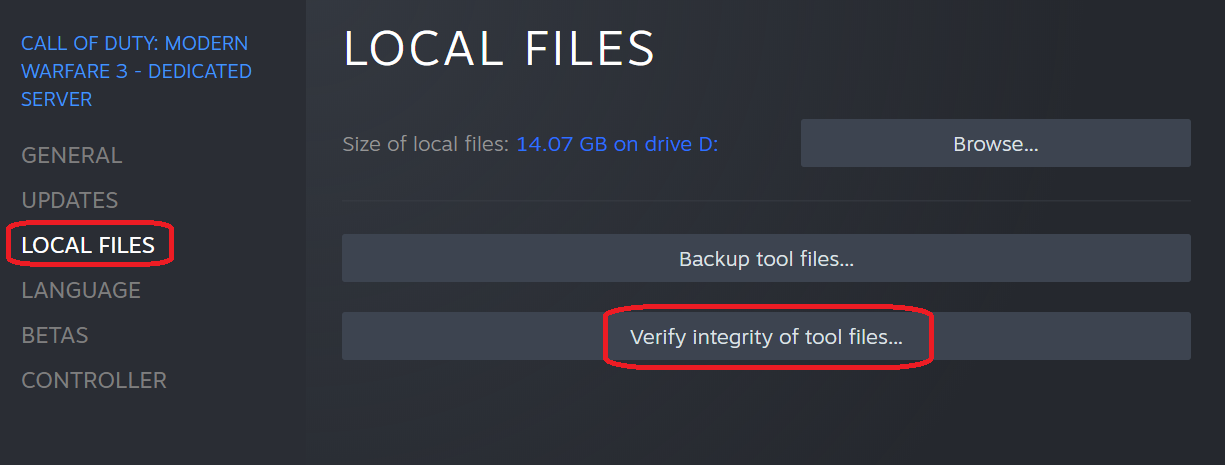 CALL OF DUTY: MODERN
WARFARE 3 - DEDICATED
SERVER
GENERAL
UPDATES
LOCAL FILES
LANGUAGE
BETAS
CONTROLLER
LOCAL FILES
Size of local files: 14.07 GB on drive D:
Browse...
Backup tool files...
Verify integrity of tool files...